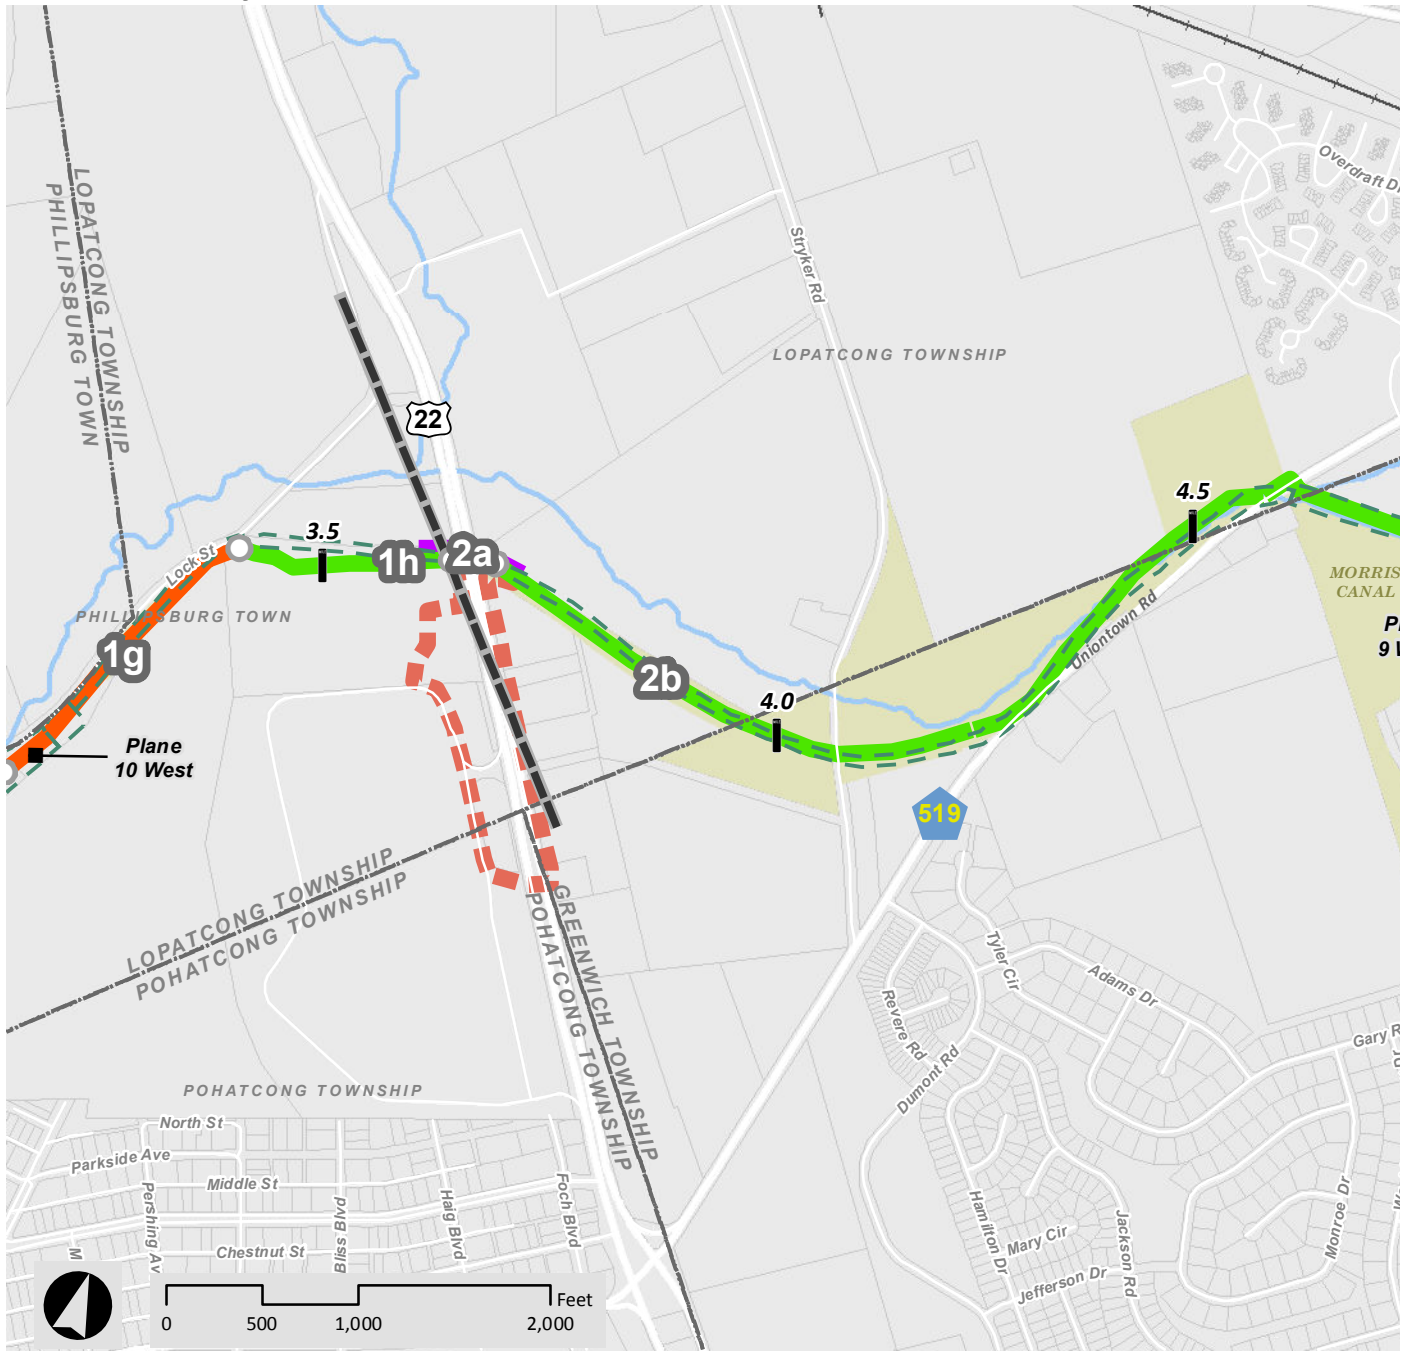 Overdraft Dr
LOPATCONG TOWNSHIP
PHILLIPSBURG TOWN
Stryker Rd
LOPATCONG TOWNSHIP
22
4.5
3.5
1h
2a
Lock St
MORRIS
CANAL
PHILLIPSBURG TOWN
Uniontown Rd
1g
2b
4.0
Plane
10 West
519
LOPATCONG TOWNSHIP
POHATCONG TOWNSHIP
GREENWICH TOWNSHIP
POHATCONG TOWNSHIP
Tyler Cir
Adams Dr
Revere Rd
Gary R
Dumont Rd
POHATCONG TOWNSHIP
North St
Parkside Ave
Middle St
Pershing Av
Bliss Blvd
Haig Blvd
Foch Blvd
Chestnut St
Hamilton Dr
Mary Cir
Jackson Rd
Monroe Dr
Jefferson Dr
M
Feet
0 500 1,000 2,000